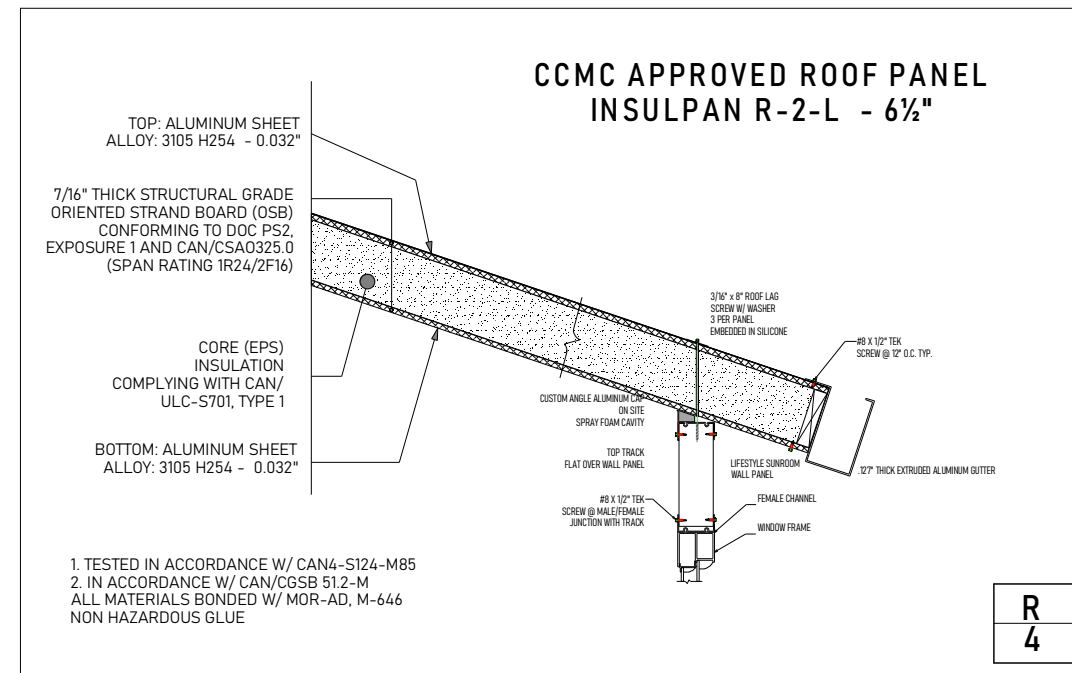 CCMC APPROVED ROOF PANEL
INSULPAN R-2-L - 6½"
TOP: ALUMINUM SHEET
ALLOY: 3105 H254 - 0.032"
7/16" THICK STRUCTURAL GRADE
ORIENTED STRAND BOARD (OSB)
CONFORMING TO DOC PS2,
EXPOSURE 1 AND CAN/CSAO325.0
(SPAN RATING 1R24/2F16)
CORE (EPS)
INSULATION
COMPLYING WITH CAN/
ULC-S701, TYPE 1
BOTTOM: ALUMINUM SHEET
ALLOY: 3105 H254 - 0.032"
3/16" x 8" ROOF LAG
SCREW W/ WASHER
3 PER PANEL
EMBEDDED IN SILICONE
#8 X 1/2" TEK
SCREW @ 12" O.C. TYP.
CUSTOM ANGLE ALUMINUM CAP
ON SITE
SPRAY FOAM CAVITY
TOP TRACK
FLAT OVER WALL PANEL
LIFESTYLE SUNROOM
WALL PANEL
.127" THICK EXTRUDED ALUMINUM GUTTER
#8 X 1/2" TEK
SCREW @ MALE/FEMALE
JUNCTION WITH TRACK
FEMALE CHANNEL
WINDOW FRAME
1. TESTED IN ACCORDANCE W/ CAN4-S124-M85
2. IN ACCORDANCE W/ CAN/CGSB 51.2-M
ALL MATERIALS BONDED W/ MOR-AD, M-646
NON HAZARDOUS GLUE
R
4